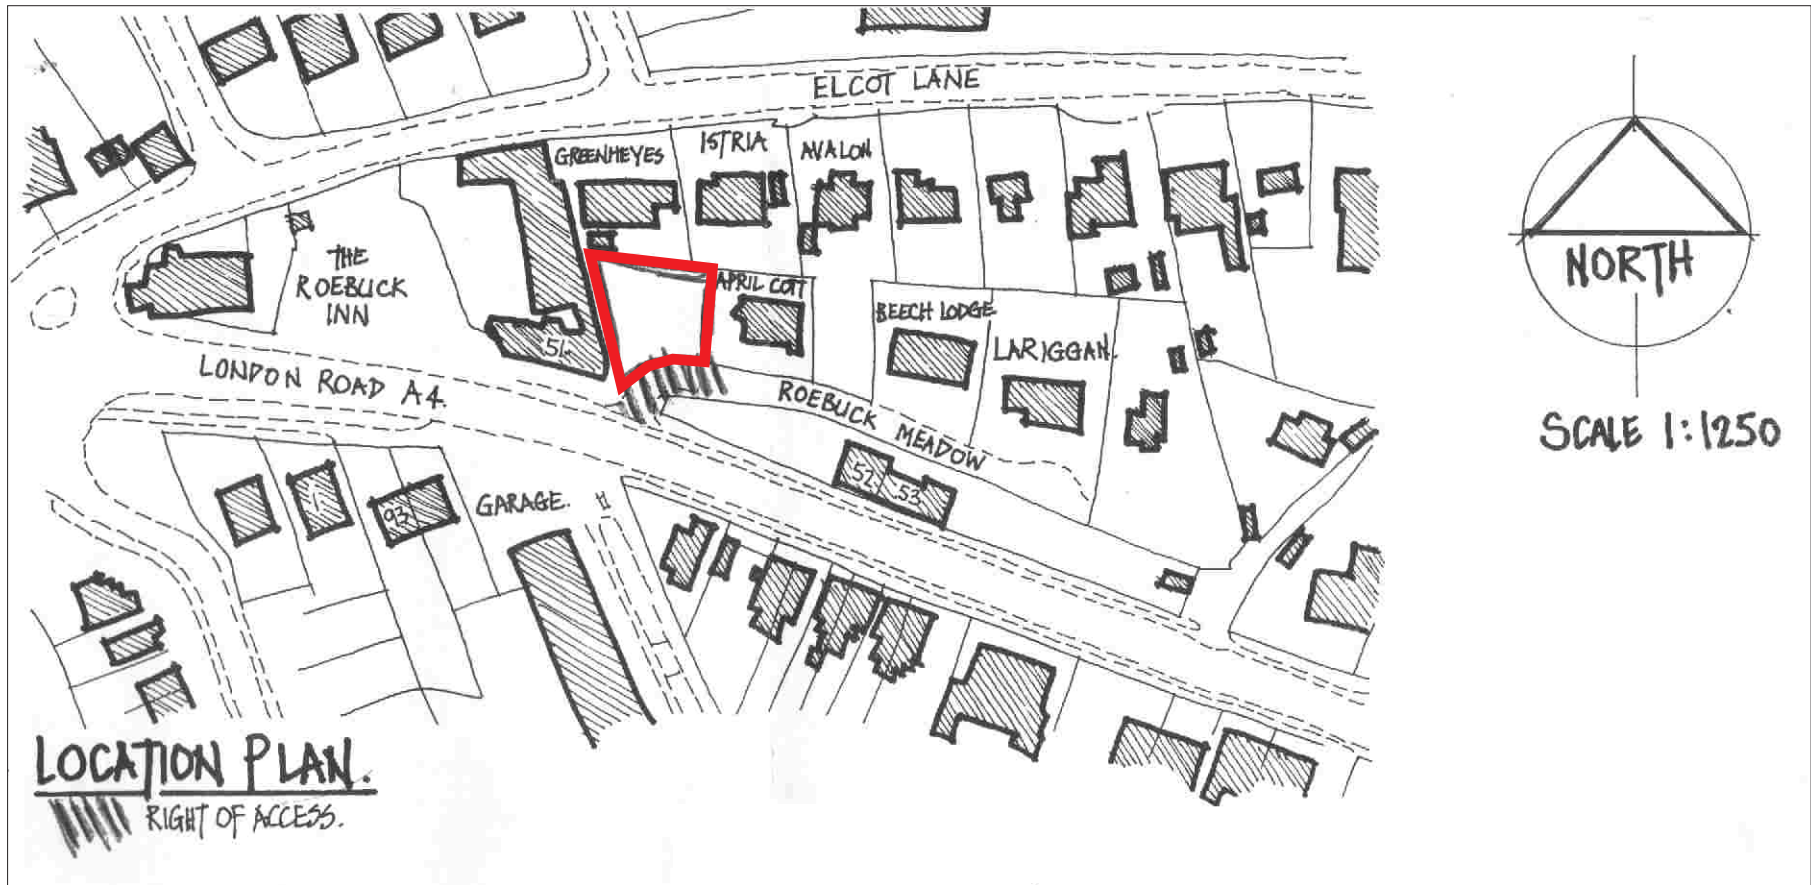 ELCOT LANE
GREENHEYES
ISTRIA
AVALON
THE
ROEBUCK
INN
APRIL COTT
BEECH LODGE
LARIGGAN.
51.
LONDON ROAD A4.
ROEBUCK MEADOW
52
53
1
93
GARAGE.
NORTH
SCALE 1:1250
LOCATION PLAN.
RIGHT OF ACCESS.